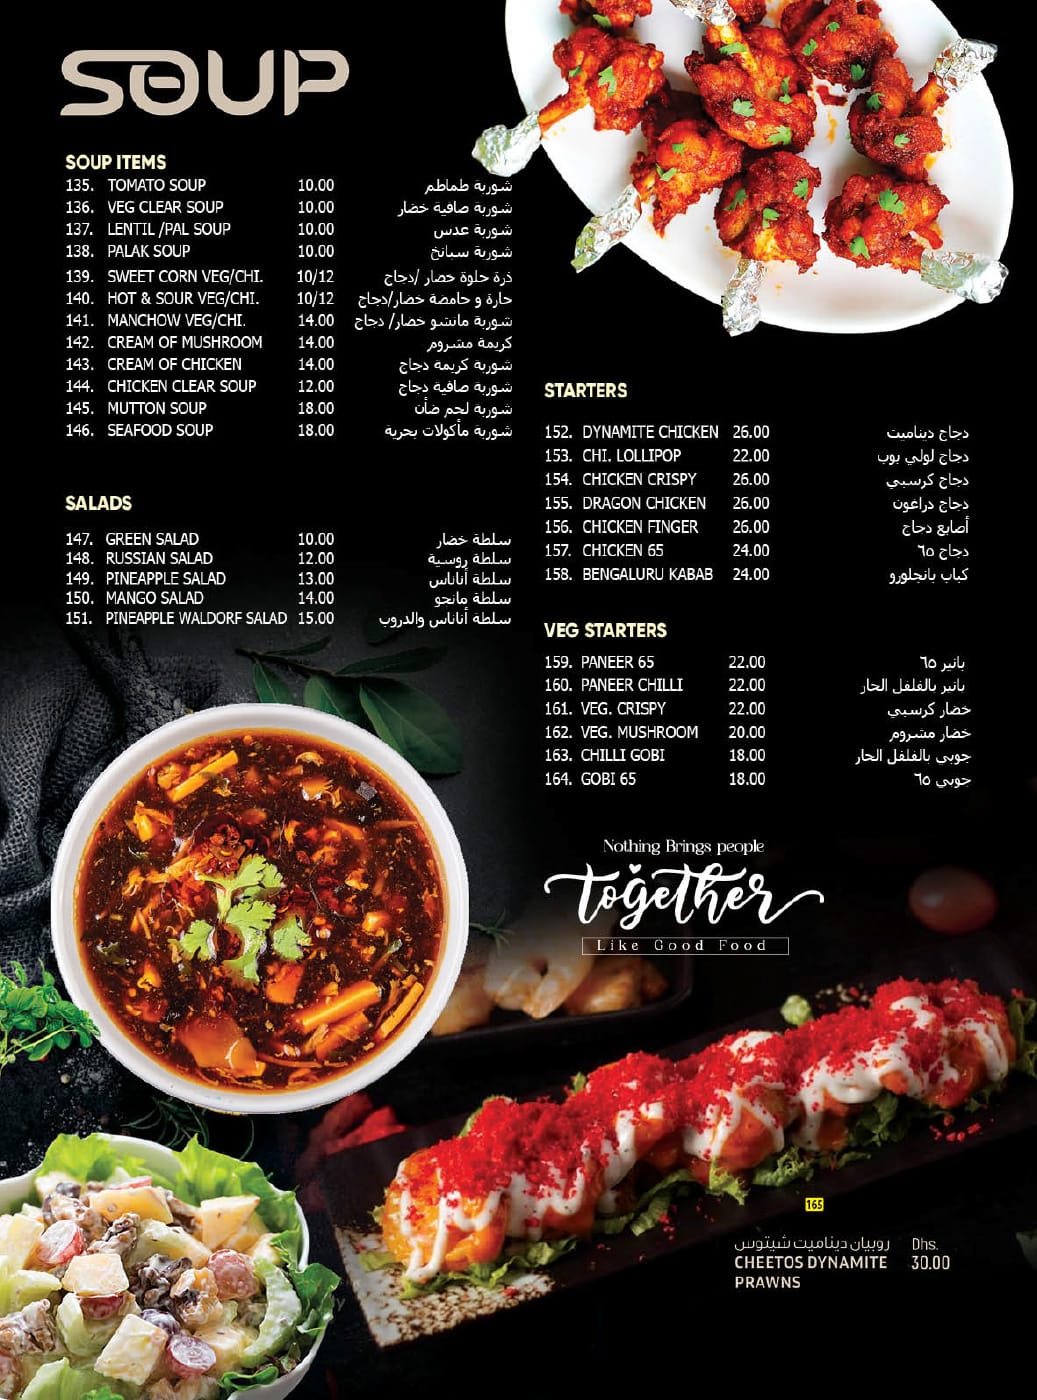 SOUP
SOUP ITEMS
135. TOMATO SOUP 10.00 شوربة طماطم
136. VEG CLEAR SOUP 10.00 شوربة صافية خضار
137. LENTIL /PAL SOUP 10.00 شوربة عدس
138. PALAK SOUP 10.00 شوربة سبانخ
139. SWEET CORN VEG/CHI. 10/12 ذرة حلوة خضار /دجاج
140. HOT & SOUR VEG/CHI. 10/12 حارة و حامضة خضار/دجاج
141. MANCHOW VEG/CHI. 14.00 شوربة مانشو خضار/ دجاج
142. CREAM OF MUSHROOM 14.00 كريمة مشروم
143. CREAM OF CHICKEN 14.00 شوربة كريمة دجاج
144. CHICKEN CLEAR SOUP 12.00 شوربة صافية دجاج
145. MUTTON SOUP 18.00 شوربة لحم ضأن
146. SEAFOOD SOUP 18.00 شوربة مأكولات بحرية
SALADS
147. GREEN SALAD 10.00 سلطة خضار
148. RUSSIAN SALAD 12.00 سلطة روسية
149. PINEAPPLE SALAD 13.00 سلطة أناناس
150. MANGO SALAD 14.00 سلطة مانجو
151. PINEAPPLE WALDORF SALAD 15.00 سلطة أناناس والدروب
STARTERS
152. DYNAMITE CHICKEN 26.00 دجاج ديناميت
153. CHI. LOLLIPOP 22.00 دجاج لولي بوب
154. CHICKEN CRISPY 26.00 دجاج كرسبي
155. DRAGON CHICKEN 26.00 دجاج دراغون
156. CHICKEN FINGER 26.00 أصابع دجاج
157. CHICKEN 65 24.00 دجاج ٦٥
158. BENGALURU KABAB 24.00 كباب بانجلورو
VEG STARTERS
159. PANEER 65 22.00 بانير ٦٥
160. PANEER CHILLI 22.00 بانير بالفلفل الحار
161. VEG. CRISPY 22.00 خضار كرسبي
162. VEG. MUSHROOM 20.00 خضار مشروم
163. CHILLI GOBI 18.00 جوبي بالفلفل الحار
164. GOBI 65 18.00 جوبي ٦٥
Nothing Brings people
together
Like Good Food
165
روبيان ديناميت شيتوس Dhs.
CHEETOS DYNAMITE 30.00
PRAWNS